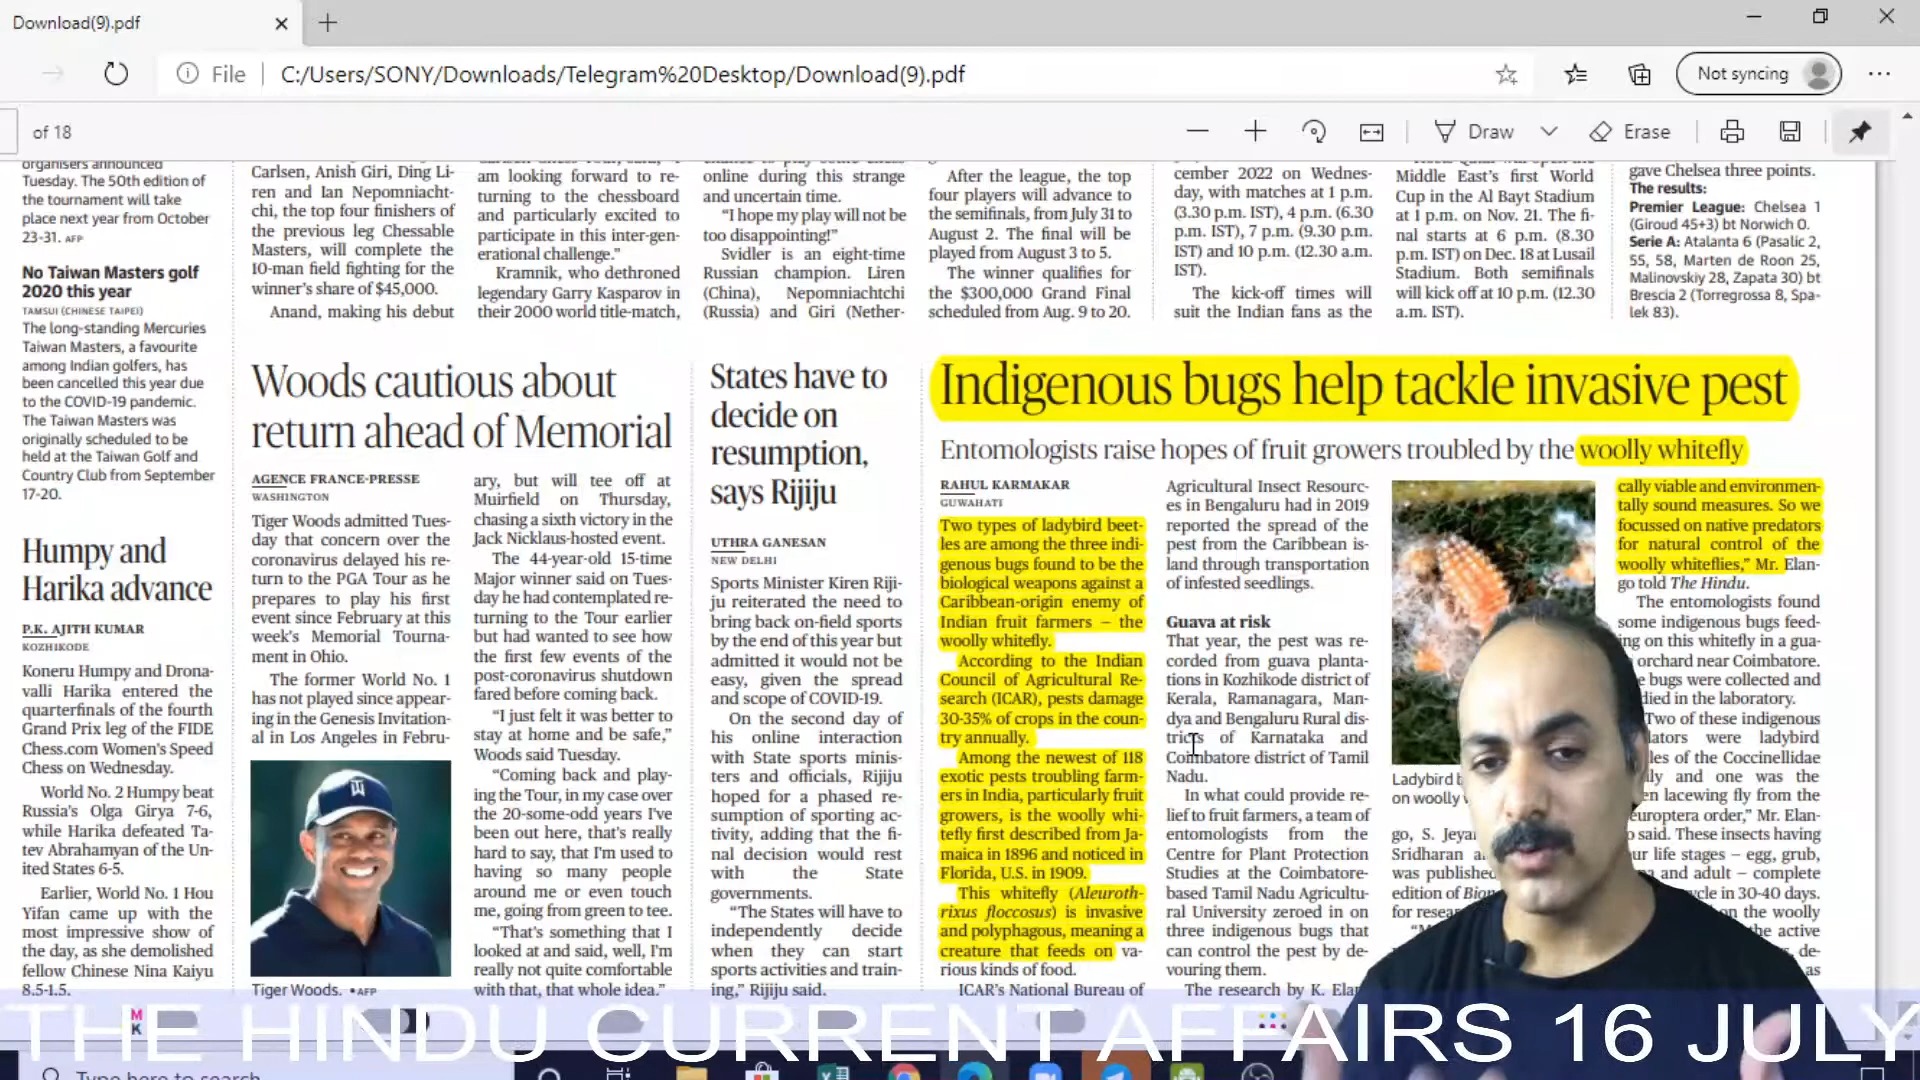 Download(9).pdf
File
C:/Users/SONY/Downloads/Telegram%20Desktop/Download(9).pdf
Not syncing
of 18
Draw
Erase
organisers announced
Tuesday. The 50th edition of
the tournament will take
place next year from October
23-31. AFP
No Taiwan Masters golf
2020 this year
TAMSUI (CHINESE TAIPEI)
The long-standing Mercuries
Taiwan Masters, a favourite
among Indian golfers, has
been cancelled this year due
to the COVID-19 pandemic.
The Taiwan Masters was
originally scheduled to be
held at the Taiwan Golf and
Country Club from September
17-20.
Humpy and
Harika advance
P.K. AJITH KUMAR
KOZHIKODE
Koneru Humpy and Drona-
valli Harika entered the
quarterfinals of the fourth
Grand Prix leg of the FIDE
Chess.com Women's Speed
Chess on Wednesday.
World No. 2 Humpy beat
Russia's Olga Girya 7-6,
while Harika defeated Ta-
tev Abrahamyan of the Un-
ited States 6-5.
Earlier, World No. 1 Hou
Yifan came up with the
most impressive show of
the day, as she demolished
fellow Chinese Nina Kaiyu
8.5-1.5.
Carlsen, Anish Giri, Ding Li-
ren and Ian Nepomniacht-
chi, the top four finishers of
the previous leg Chessable
Masters, will complete the
10-man field fighting for the
winner's share of $45,000.
Anand, making his debut
am looking forward to re-
turning to the chessboard
and particularly excited to
participate in this inter-gen-
erational challenge."
Kramnik, who dethroned
legendary Garry Kasparov in
their 2000 world title-match,
online during this strange
and uncertain time.
"I hope my play will not be
too disappointing!"
Svidler is an eight-time
Russian champion. Liren
(China), Nepomniachtchi
(Russia) and Giri (Nether-
After the league, the top
four players will advance to
the semifinals, from July 31 to
August 2. The final will be
played from August 3 to 5.
The winner qualifies for
the $300,000 Grand Final
scheduled from Aug. 9 to 20.
cember 2022 on Wednes-
day, with matches at 1 p.m.
(3.30 p.m. IST), 4 p.m. (6.30
p.m. IST), 7 p.m. (9.30 p.m.
IST) and 10 p.m. (12.30 a.m.
IST).
The kick-off times will
suit the Indian fans as the
Middle East's first World
Cup in the Al Bayt Stadium
at 1 p.m. on Nov. 21. The fi-
nal starts at 6 p.m. (8.30
p.m. IST) on Dec. 18 at Lusail
Stadium. Both semifinals
will kick off at 10 p.m. (12.30
a.m. IST).
gave Chelsea three points.
The results:
Premier League: Chelsea 1
(Giroud 45+3) bt Norwich 0.
Serie A: Atalanta 6 (Pasalic 2,
55, 58, Marten de Roon 25,
Malinovskiy 28, Zapata 30) bt
Brescia 2 (Torregrossa 8, Spa-
lek 83).
Woods cautious about
return ahead of Memorial
AGENCE FRANCE-PRESSE
WASHINGTON
Tiger Woods admitted Tues-
day that concern over the
coronavirus delayed his re-
turn to the PGA Tour as he
prepares to play his first
event since February at this
week's Memorial Tourna-
ment in Ohio.
The former World No. 1
has not played since appear-
ing in the Genesis Invitation-
al in Los Angeles in Febru-
Tiger Woods. •AFP
ary, but will tee off at
Muirfield on Thursday,
chasing a sixth victory in the
Jack Nicklaus-hosted event.
The 44-year-old 15-time
Major winner said on Tues-
day he had contemplated re-
turning to the Tour earlier
but had wanted to see how
the first few events of the
post-coronavirus shutdown
fared before coming back.
"I just felt it was better to
stay at home and be safe,"
Woods said Tuesday.
"Coming back and play-
ing the Tour, in my case over
the 20-some-odd years I've
been out here, that's really
hard to say, that I'm used to
having so many people
around me or even touch
me, going from green to tee.
"That's something that I
looked at and said, well, I'm
really not quite comfortable
with that, that whole idea."
States have to
decide on
resumption,
says Rijiju
UTHRA GANESAN
NEW DELHI
Sports Minister Kiren Riji-
ju reiterated the need to
bring back on-field sports
by the end of this year but
admitted it would not be
easy, given the spread
and scope of COVID-19.
On the second day of
his online interaction
with State sports minis-
ters and officials, Rijiju
hoped for a phased re-
sumption of sporting ac-
tivity, adding that the fi-
nal decision would rest
with the State
governments.
"The States will have to
independently decide
when they can start
sports activities and train-
ing," Rijiju said.
Indigenous bugs help tackle invasive pest
Entomologists raise hopes of fruit growers troubled by the woolly whitefly
RAHUL KARMAKAR
GUWAHATI
Two types of ladybird beet-
les are among the three indi-
genous bugs found to be the
biological weapons against a
Caribbean-origin enemy of
Indian fruit farmers – the
woolly whitefly.
According to the Indian
Council of Agricultural Re-
search (ICAR), pests damage
30-35% of crops in the coun-
try annually.
Among the newest of 118
exotic pests troubling farm-
ers in India, particularly fruit
growers, is the woolly whi-
tefly first described from Ja-
maica in 1896 and noticed in
Florida, U.S. in 1909.
This whitefly (Aleuroth-
rixus floccosus) is invasive
and polyphagous, meaning a
creature that feeds on va-
rious kinds of food.
ICAR's National Bureau of
Agricultural Insect Resourc-
es in Bengaluru had in 2019
reported the spread of the
pest from the Caribbean is-
land through transportation
of infested seedlings.
Guava at risk
That year, the pest was re-
corded from guava planta-
tions in Kozhikode district of
Kerala, Ramanagara, Man-
dya and Bengaluru Rural dis-
tricts of Karnataka and
Coimbatore district of Tamil
Nadu.
In what could provide re-
lief to fruit farmers, a team of
entomologists from the
Centre for Plant Protection
Studies at the Coimbatore-
based Tamil Nadu Agricultu-
ral University zeroed in on
three indigenous bugs that
can control the pest by de-
vouring them.
The research by K. Elan
Ladybird
on woolly
go, S. Jeya
Sridharan
was published
edition of
for
cally viable and environmen-
tally sound measures. So we
focussed on native predators
for natural control of the
woolly whiteflies," Mr. Elan-
go told The Hindu.
The entomologists found
some indigenous bugs feed-
ing on this whitefly in a gua-
orchard near Coimbatore.
bugs were collected and
in the laboratory.
Two of these indigenous
were ladybird
of the Coccinellidae
and one was the
lacewing fly from the
order," Mr. Elan-
said. These insects having
life stages – egg, grub,
and adult – complete
cycle in 30-40 days.
on the woolly
the active
de-
as
THE HINDU CURRENT AFFAIRS 16 JULY
Type here to search